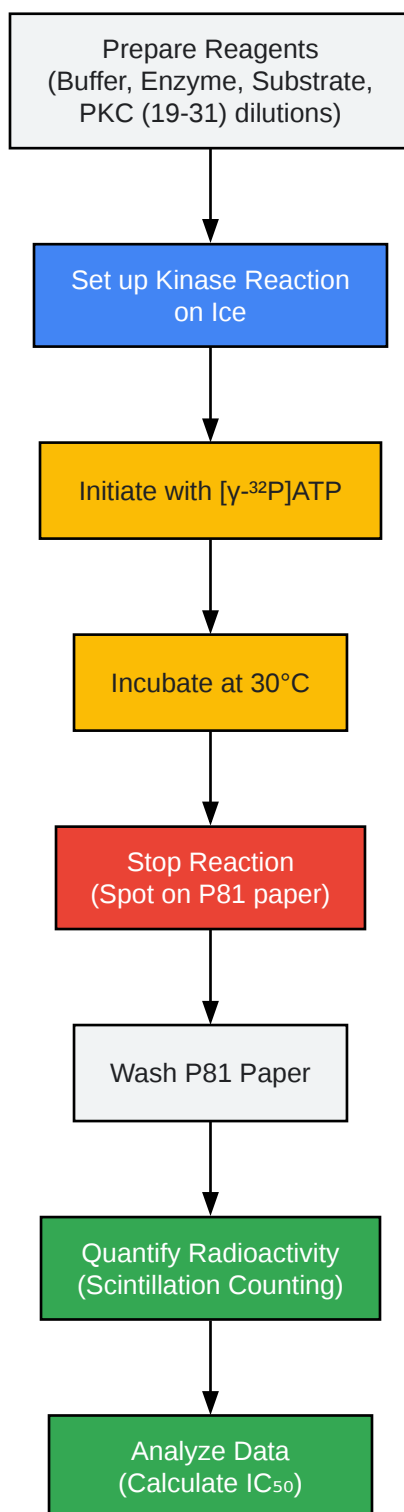 Prepare Reagents
(Buffer, Enzyme, Substrate,
PKC (19-31) dilutions)
Set up Kinase Reaction
on Ice
Initiate with [γ-³²P]ATP
Incubate at 30°C
Stop Reaction
(Spot on P81 paper)
Wash P81 Paper
Quantify Radioactivity
(Scintillation Counting)
Analyze Data
(Calculate IC₅₀)